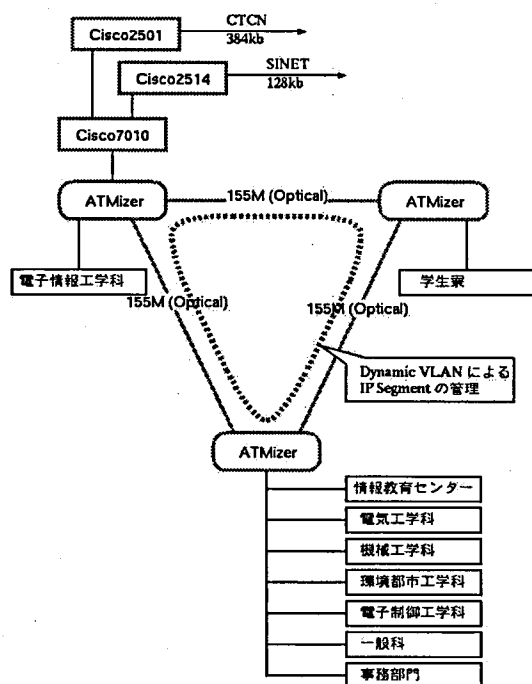 CTCN
Cisco2501
384kb
SINET
Cisco2514
128kb
Cisco7010
155M (Optical)
ATMizer
ATMizer
電子情報工学科
学生寮
155M (Optical)
155M (Optical)
Dynamic VLAN による
IP Segment の管理
ATMizer
情報教育センター
電気工学科
機械工学科
環境都市工学科
電子制御工学科
一般科
事務部門